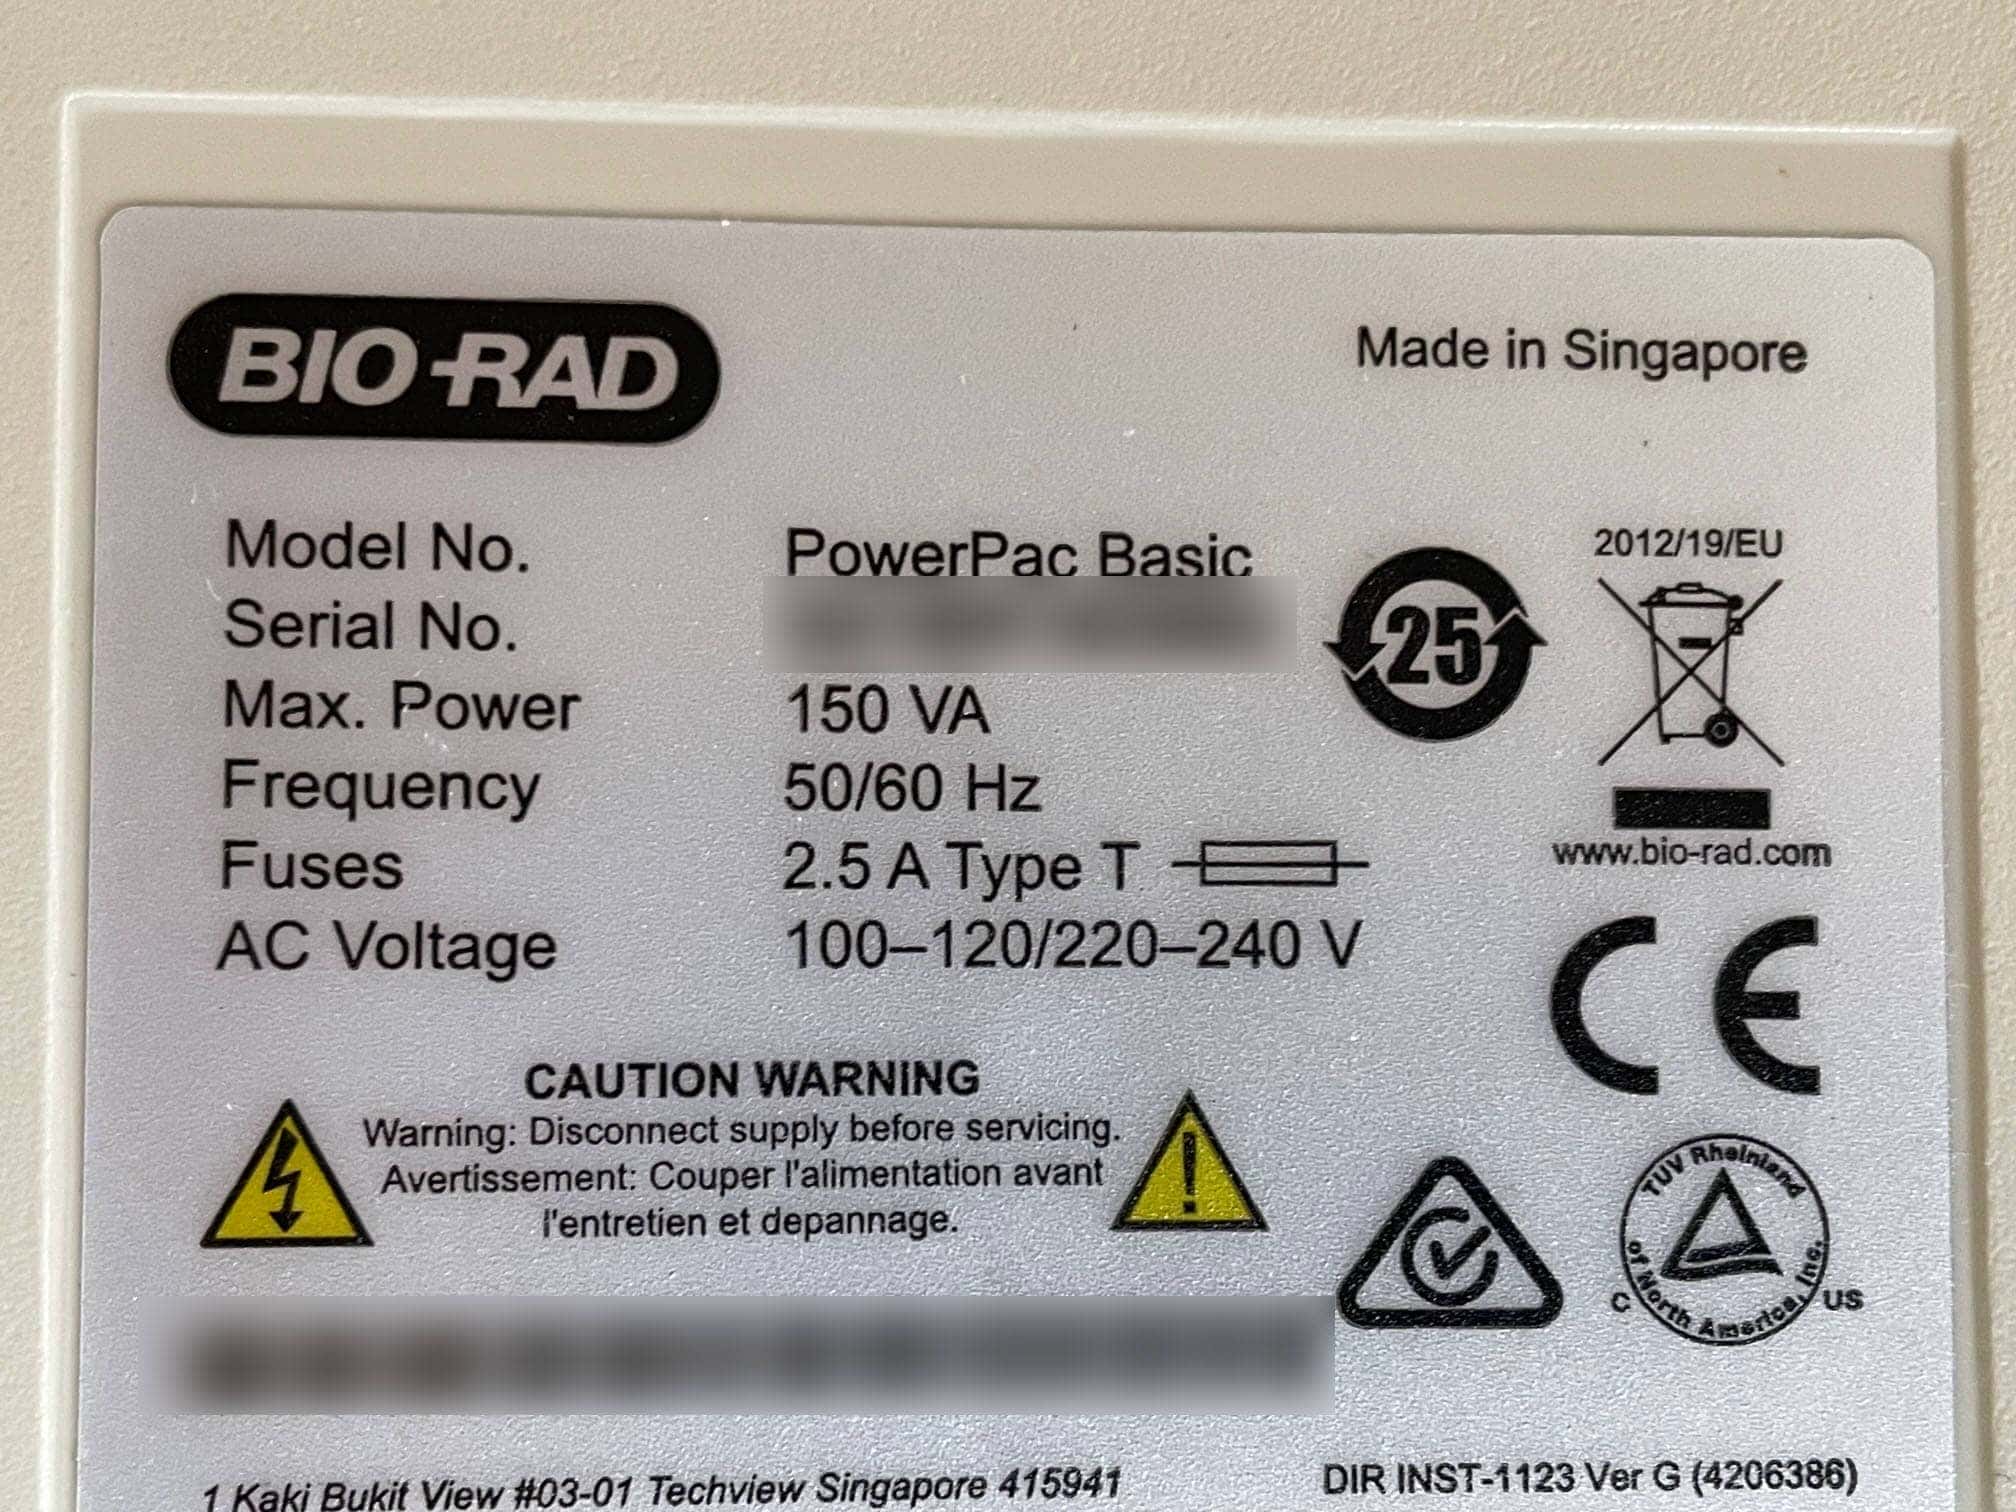 BIO-RAD
Made in Singapore
Model No. PowerPac Basic
Serial No.
Max. Power 150 VA
Frequency 50/60 Hz
Fuses 2.5 A Type T
AC Voltage 100–120/220–240 V
25
2012/19/EU
www.bio-rad.com
CE
CAUTION WARNING
Warning: Disconnect supply before servicing.
Avertissement: Couper l'alimentation avant
l'entretien et depannage.
TUV Rheinland
of North America, Inc.
C US
1 Kaki Bukit View #03-01 Techview Singapore 415941
DIR INST-1123 Ver G (4206386)